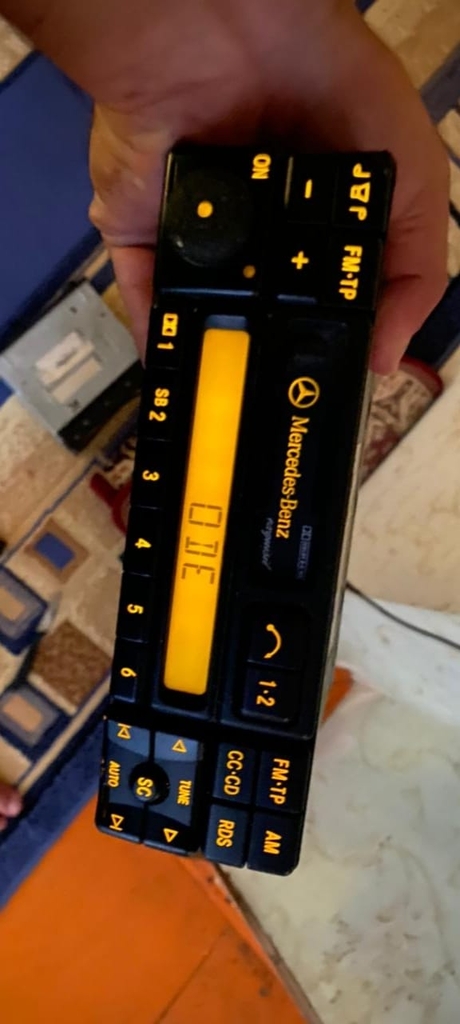 FM·TP
- +
ON
Mercedes-Benz
ODE
1
SB 2
3
4
5
6
1·2
FM·TP AM
CC·CD RDS
TUNE
SC
AUTO